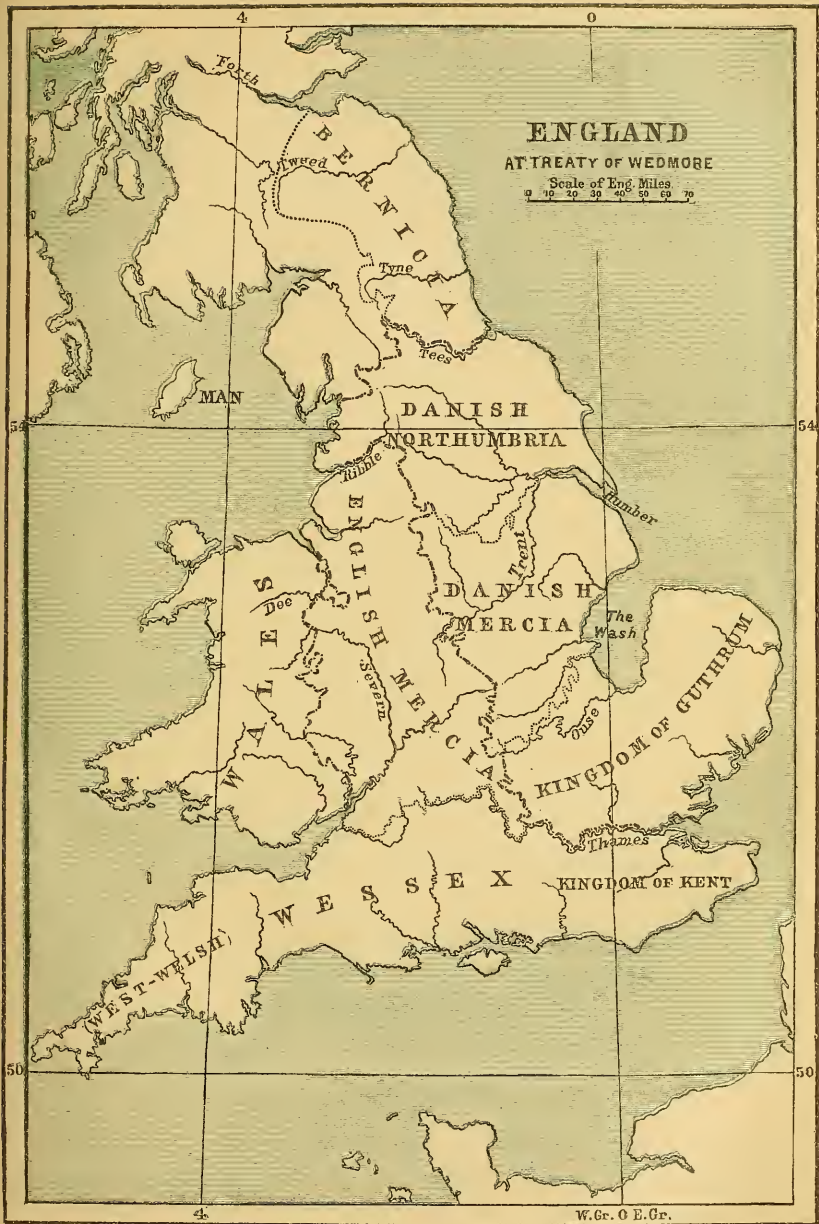 4
0
Forth
BERNICIA
ENGLAND
AT TREATY OF WEDMORE
Scale of Eng. Miles
0 10 20 30 40 50 60 70
Tweed
Tyne
Tees
MAN
DANISH
NORTHUMBRIA
54
54
Ribble
Humber
ENGLISH MERCIA
Trent
DANISH
MERCIA
The
Wash
WALES
Dee
Severn
Ouse
KINGDOM OF GUTHRUM
Thames
WESSEX
KINGDOM OF KENT
(WEST-WELSH)
50
50
4
W.Gr. O E.Gr.